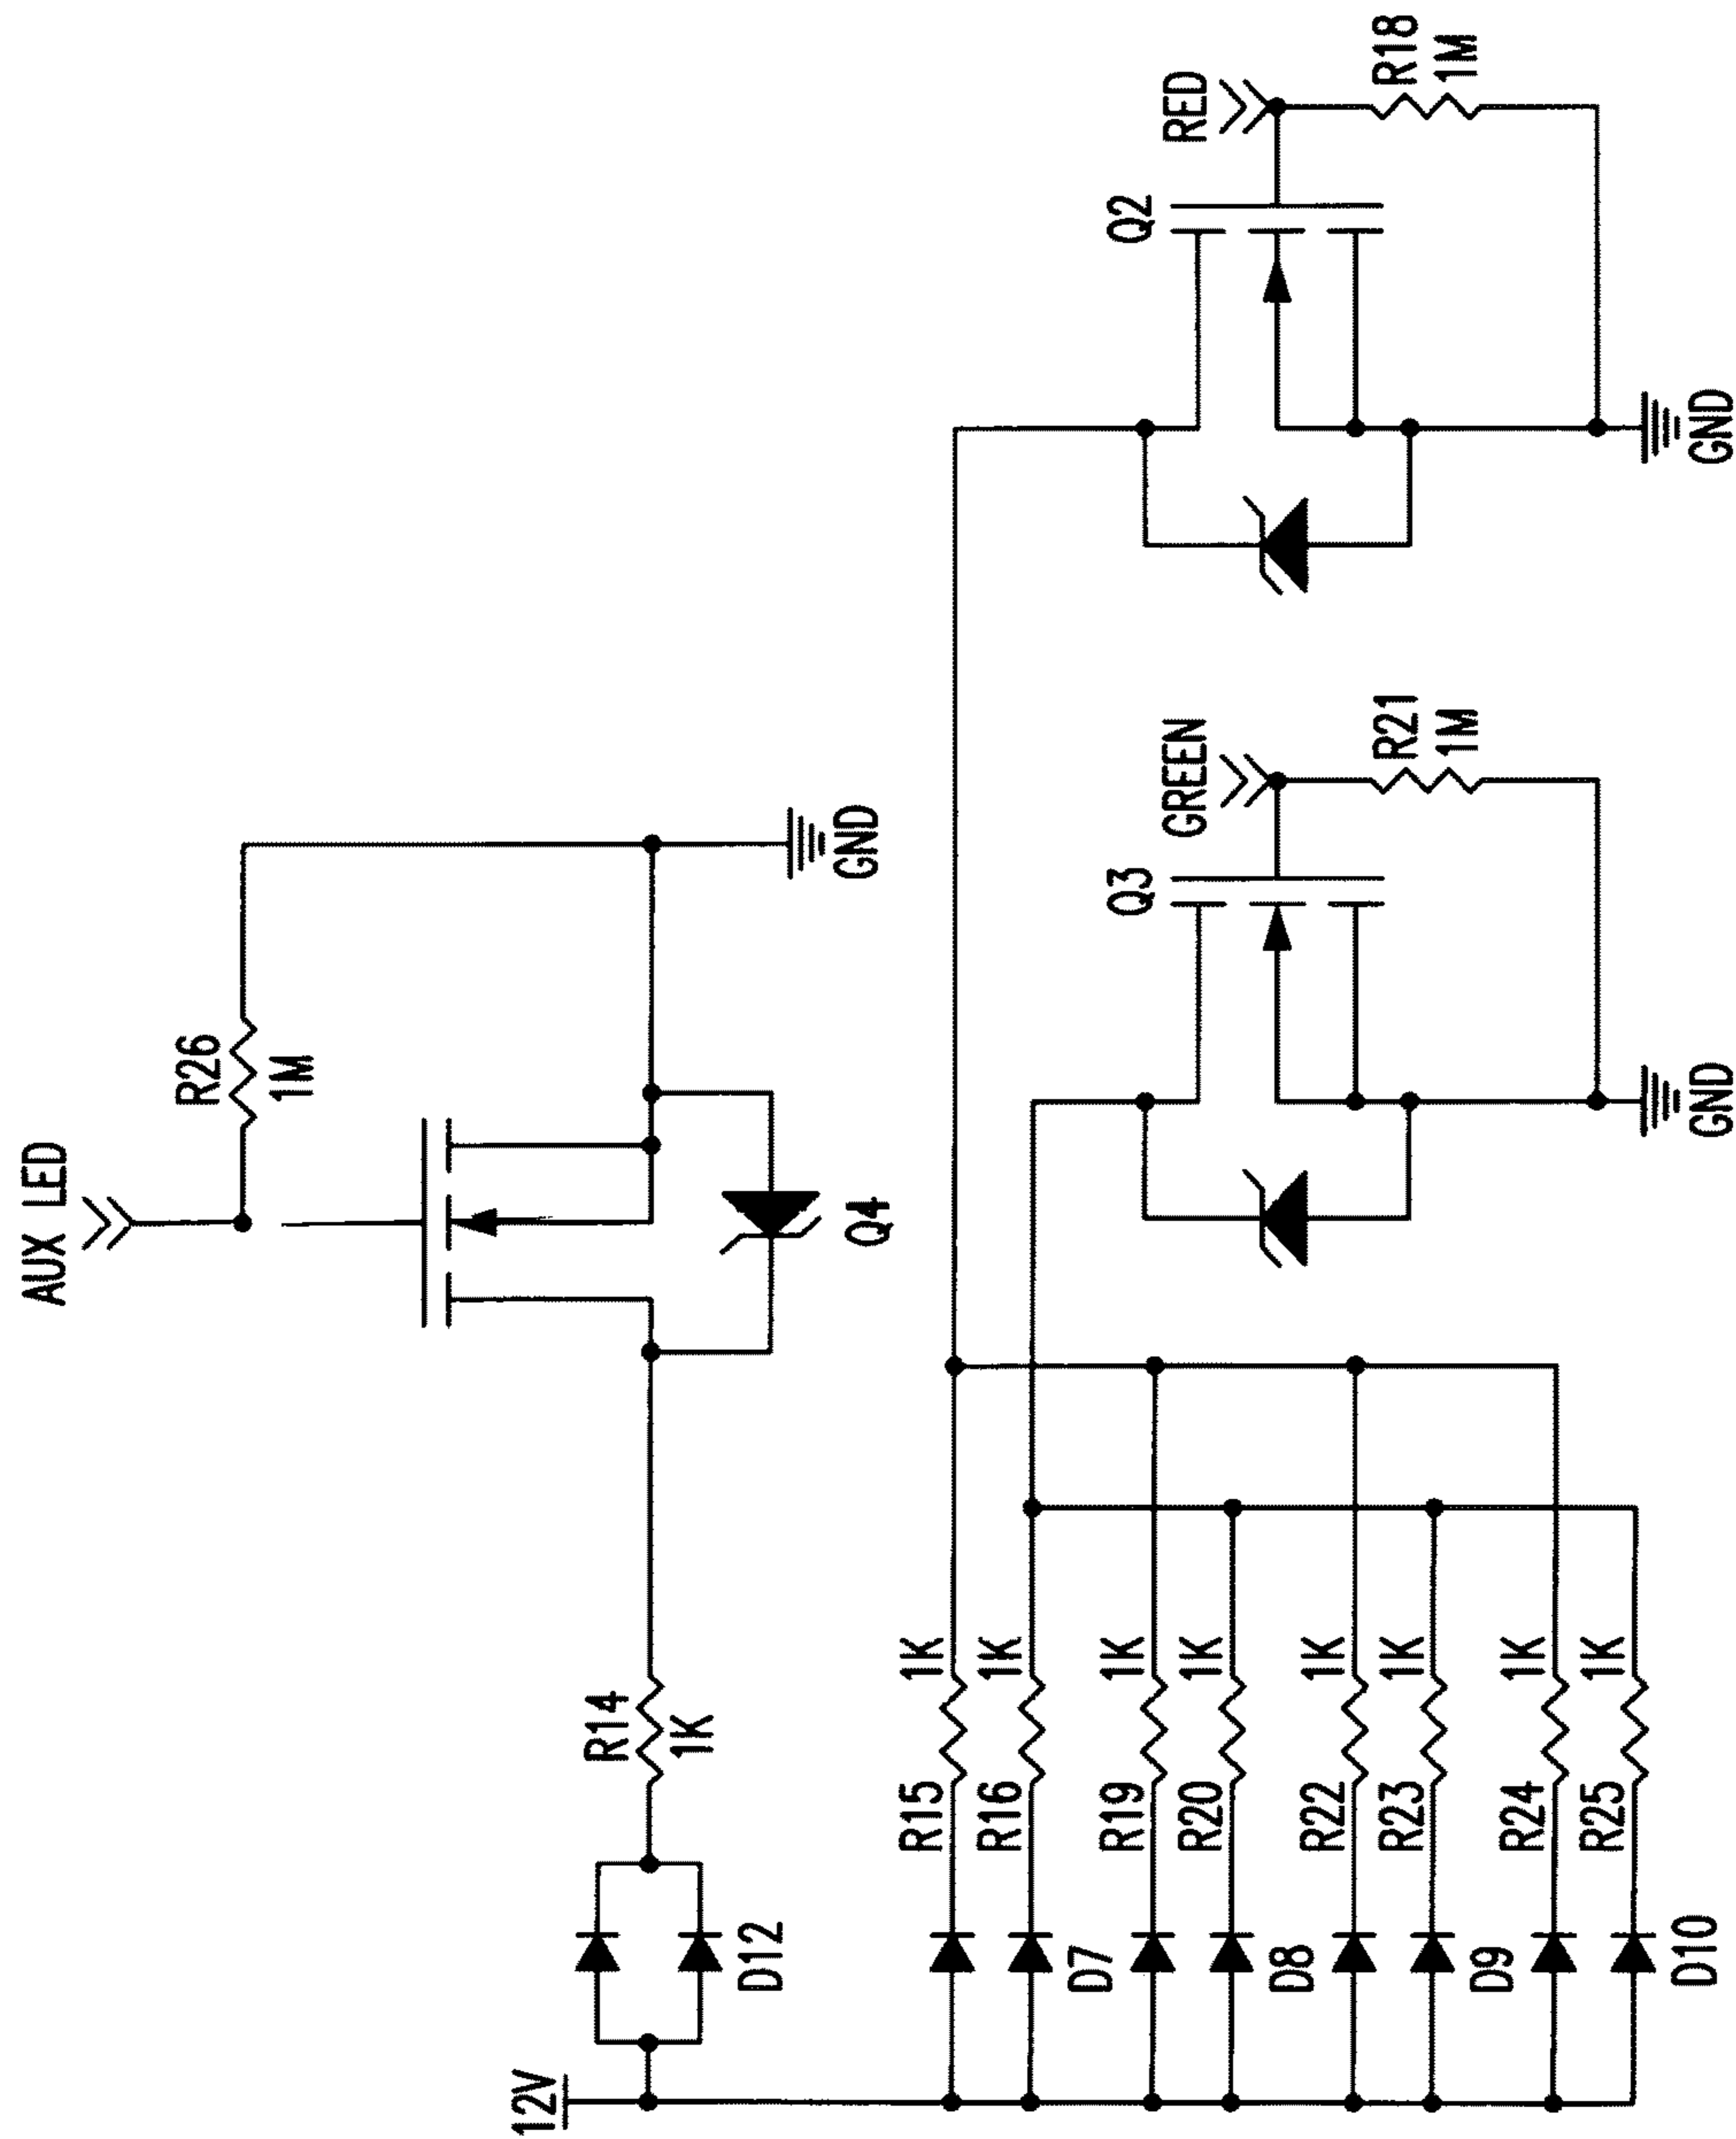 AUX LED
R26
1M
GND
Q4
R14
1K
D12
12V
RED
R18
1M
Q2
GND
GREEN
R21
1M
Q3
GND
R15
1K
R16
1K
D7
R19
1K
R20
1K
D8
R22
1K
R23
1K
D9
R24
1K
R25
1K
D10